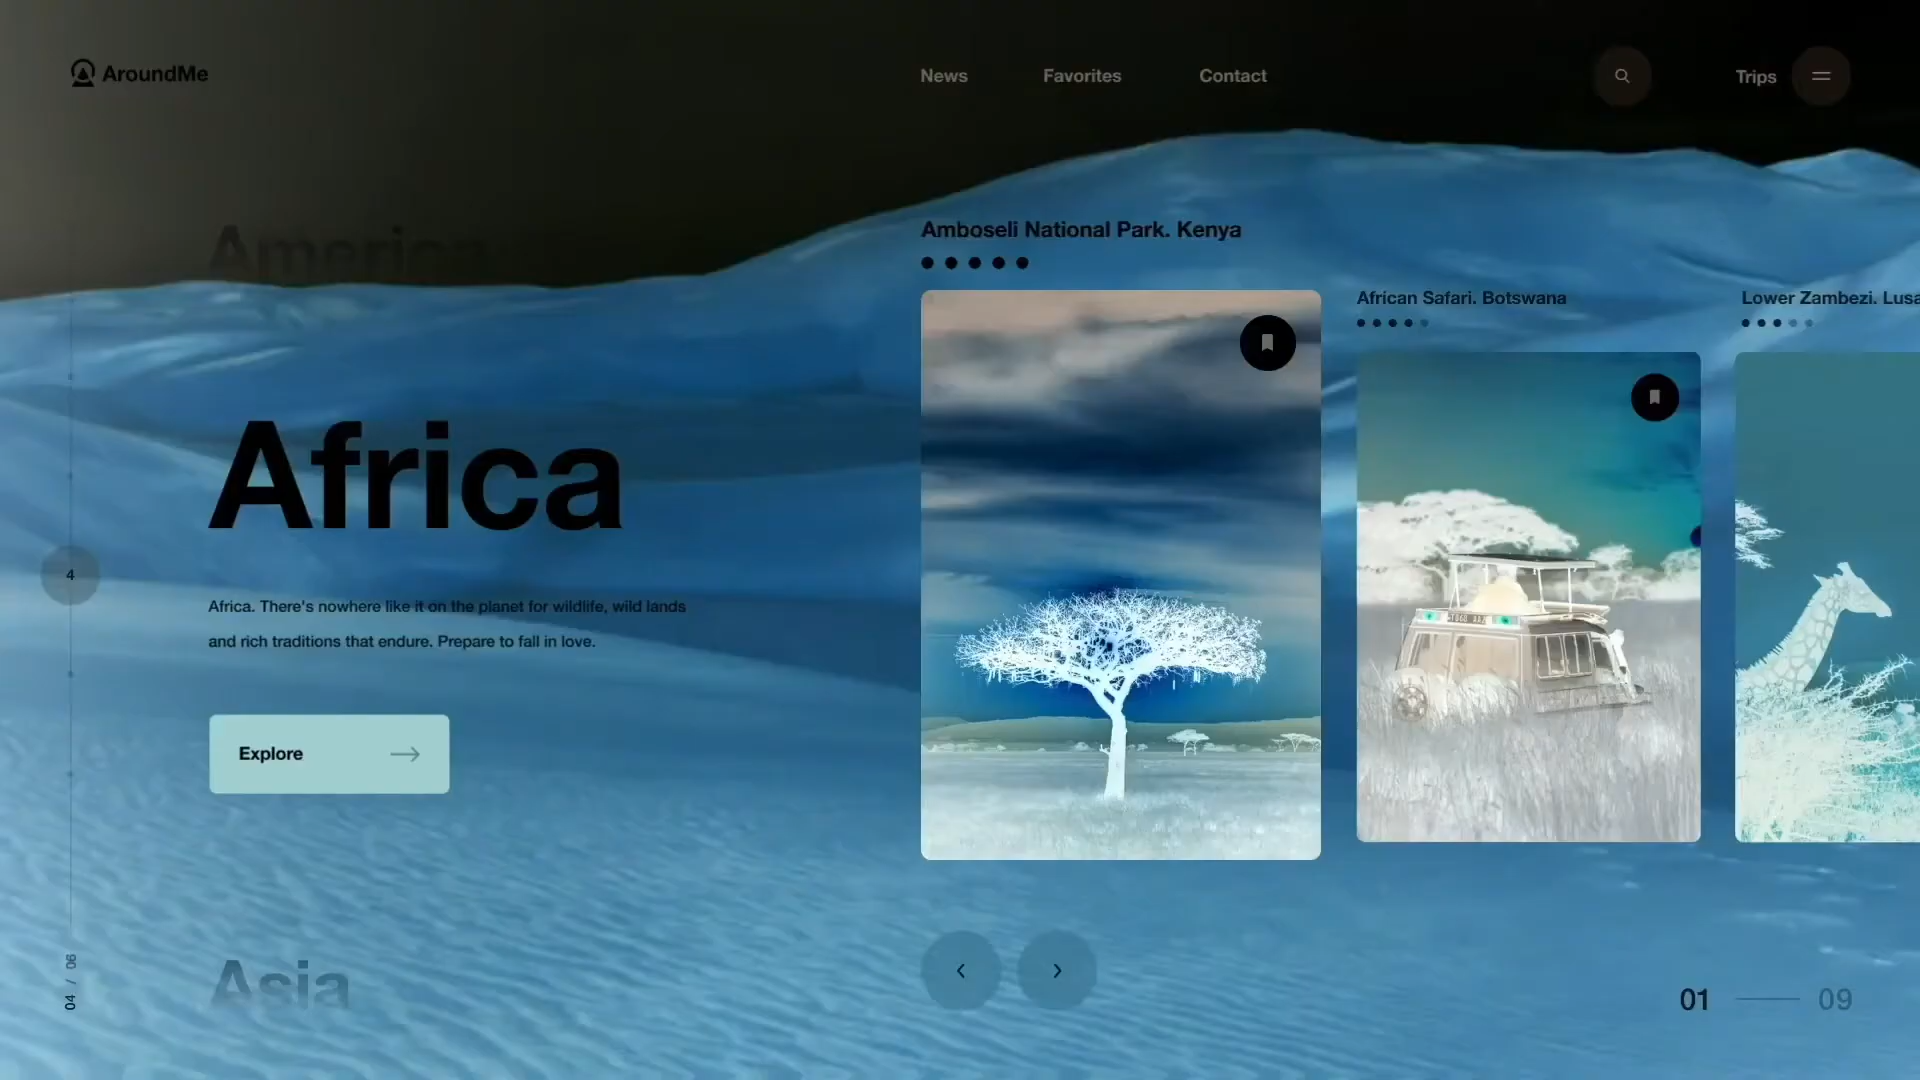 AroundMe
News
Favorites
Contact
Trips
America
Amboseli National Park. Kenya
African Safari. Botswana
Lower Zambezi. Lusa
Africa
4
Africa. There's nowhere like it on the planet for wildlife, wild lands
and rich traditions that endure. Prepare to fall in love.
Explore
Asia
04 / 06
01
09